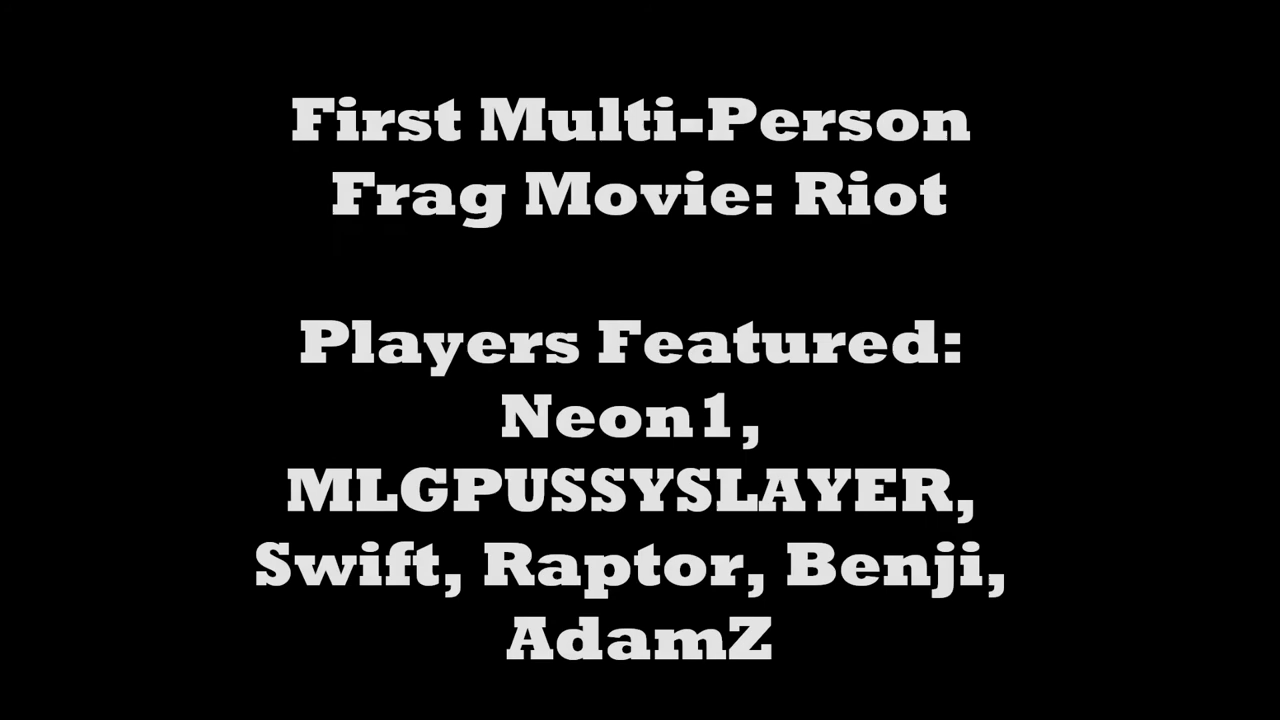 First Multi-Person
Frag Movie: Riot
Players Featured:
Neon1,
MLGPUSSYSLAYER,
Swift, Raptor, Benji,
AdamZ